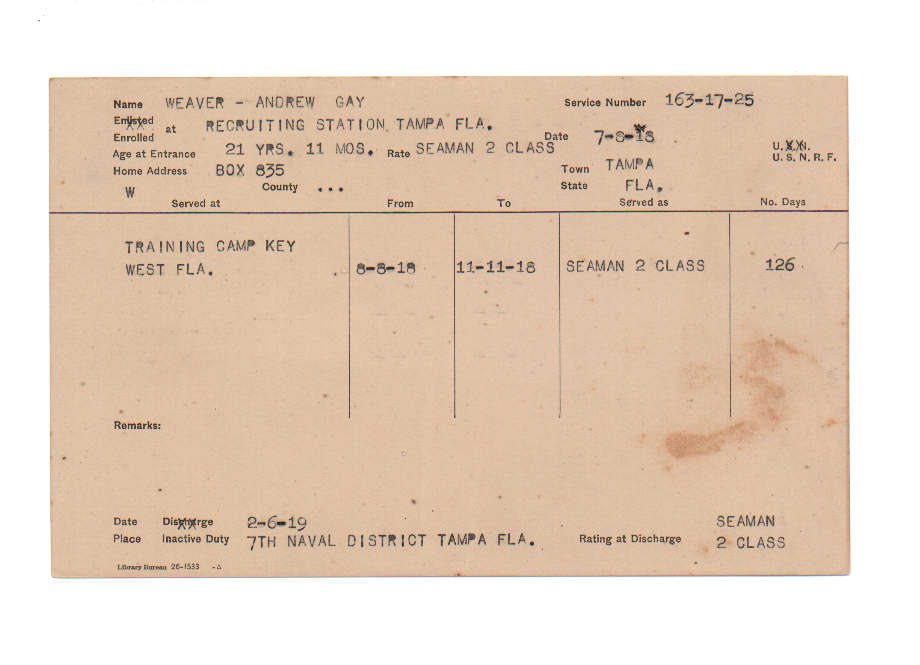 Name WEAVER - ANDREW GAY Service Number 163-17-25
Enlisted
Enrolled at RECRUITING STATION, TAMPA FLA. Date 7-8-18 U.S.N.
Age at Entrance 21 YRS. 11 MOS. Rate SEAMAN 2 CLASS U. S. N. R. F.
Home Address BOX 835 Town TAMPA
W County ... State FLA.
Served at From To Served as No. Days
TRAINING CAMP KEY
WEST FLA. 8-8-18 11-11-18 SEAMAN 2 CLASS 126
Remarks:
Date Discharge 2-6-19 SEAMAN
Place Inactive Duty 7TH NAVAL DISTRICT TAMPA FLA. Rating at Discharge 2 CLASS
Library Bureau 26-1533